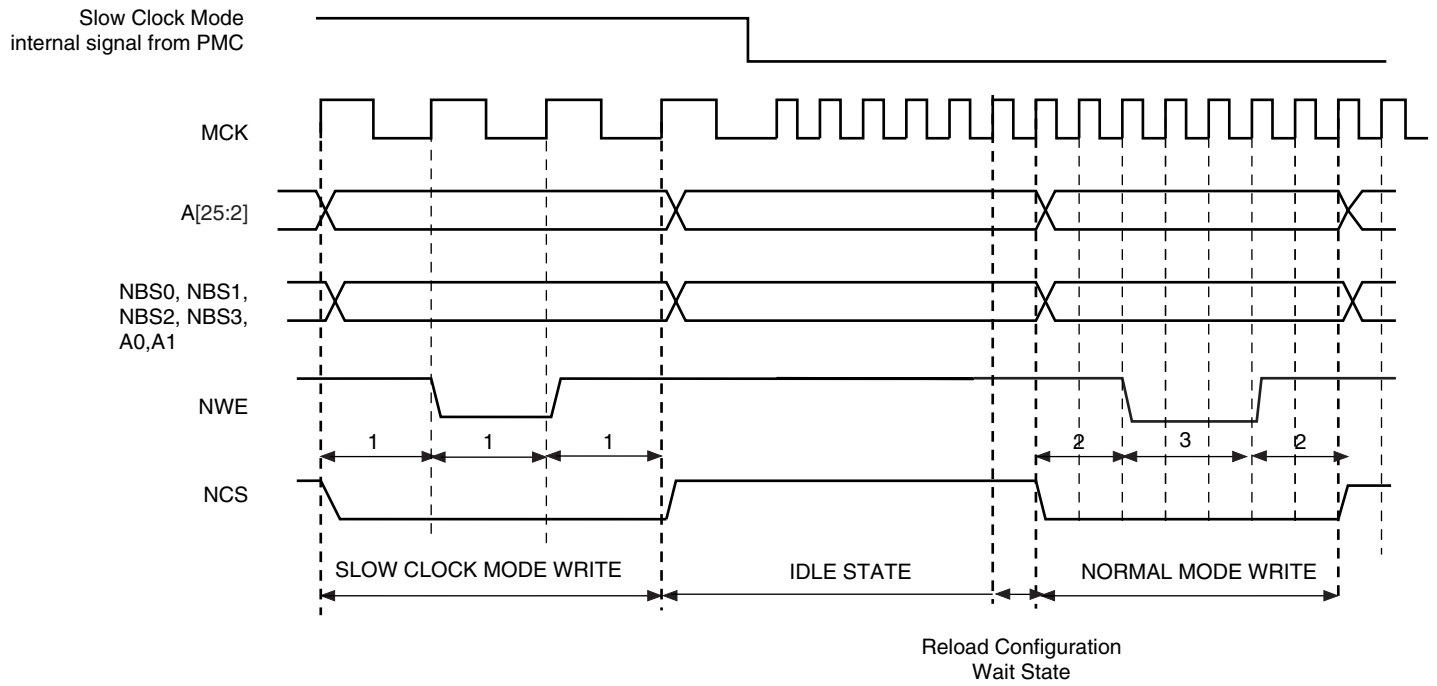 Slow Clock Mode
internal signal from PMC
MCK
A[25:2]
NBS0, NBS1,
NBS2, NBS3,
A0,A1
NWE
1 1 1 2 3 2
NCS
SLOW CLOCK MODE WRITE IDLE STATE NORMAL MODE WRITE
Reload Configuration
Wait State